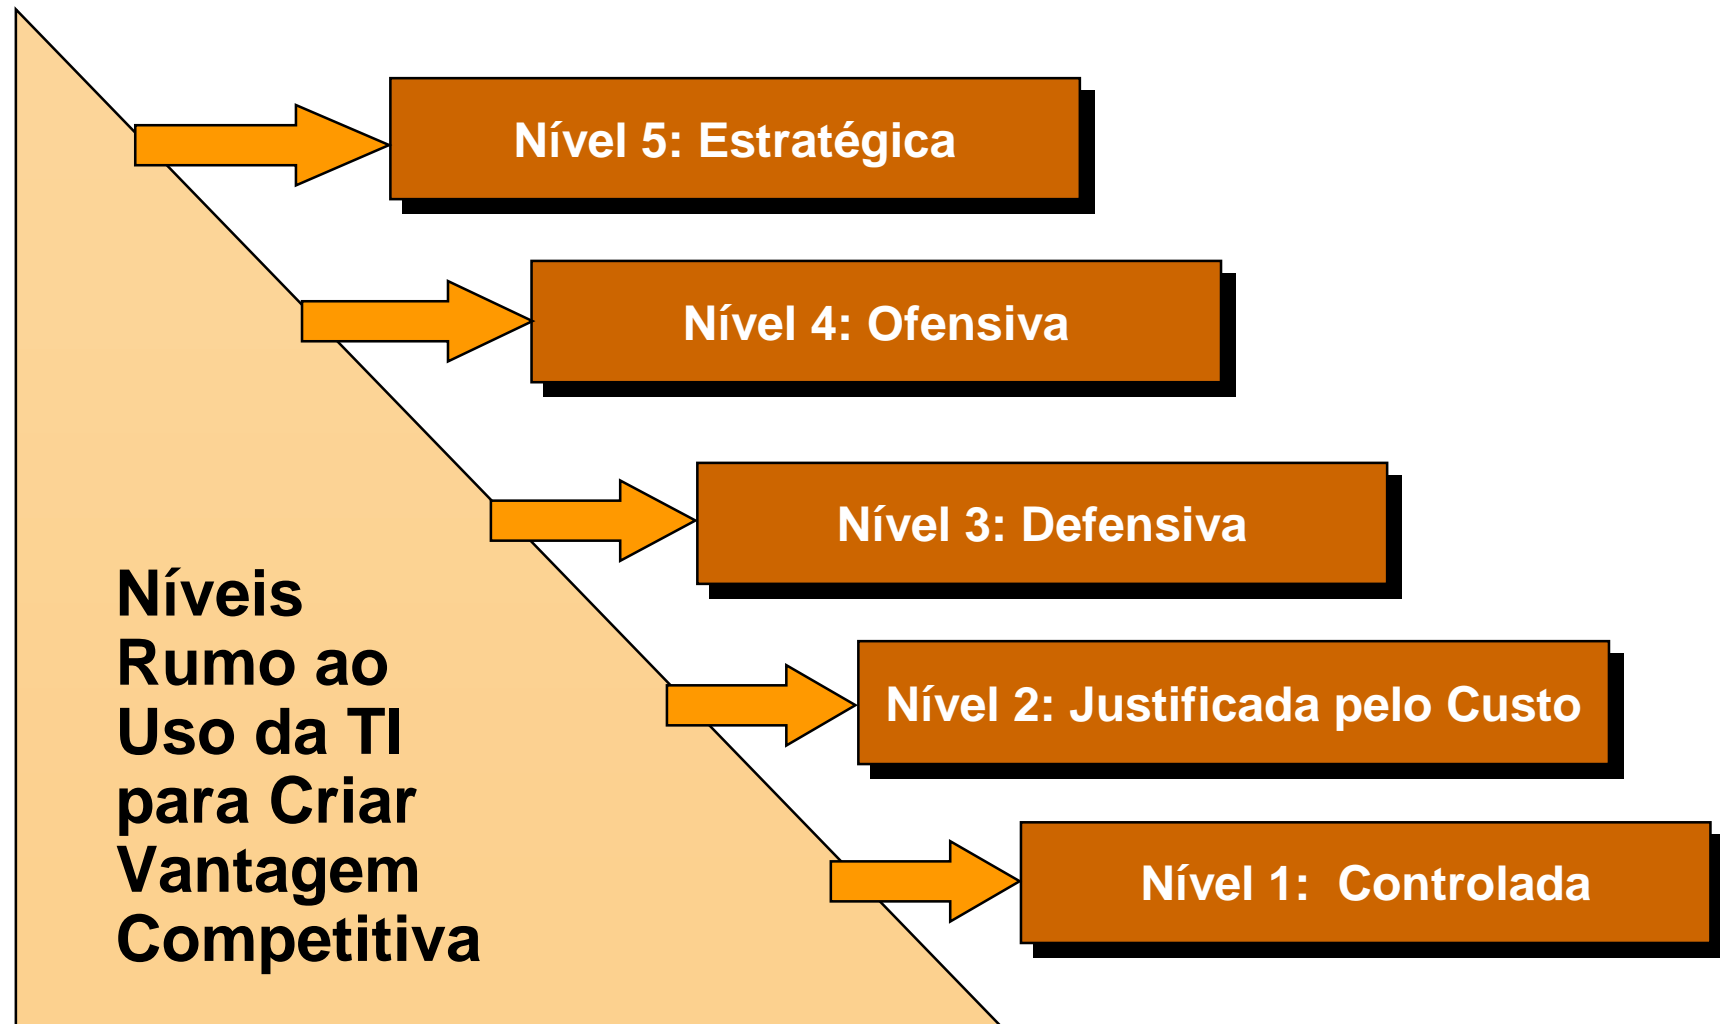 Nível 5: Estratégica
Nível 4: Ofensiva
Nível 3: Defensiva
Nível 2: Justificada pelo Custo
Nível 1:  Controlada
Níveis
Rumo ao
Uso da TI
para Criar
Vantagem
Competitiva